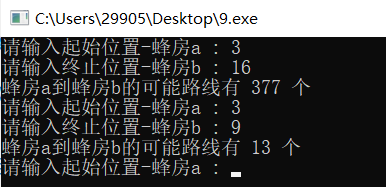 C:\Users\29905\Desktop\9.exe
请输入起始位置-蜂房a : 3
请输入终止位置-蜂房b : 16
蜂房a到蜂房b的可能路线有 377 个
请输入起始位置-蜂房a : 3
请输入终止位置-蜂房b : 9
蜂房a到蜂房b的可能路线有 13 个
请输入起始位置-蜂房a :